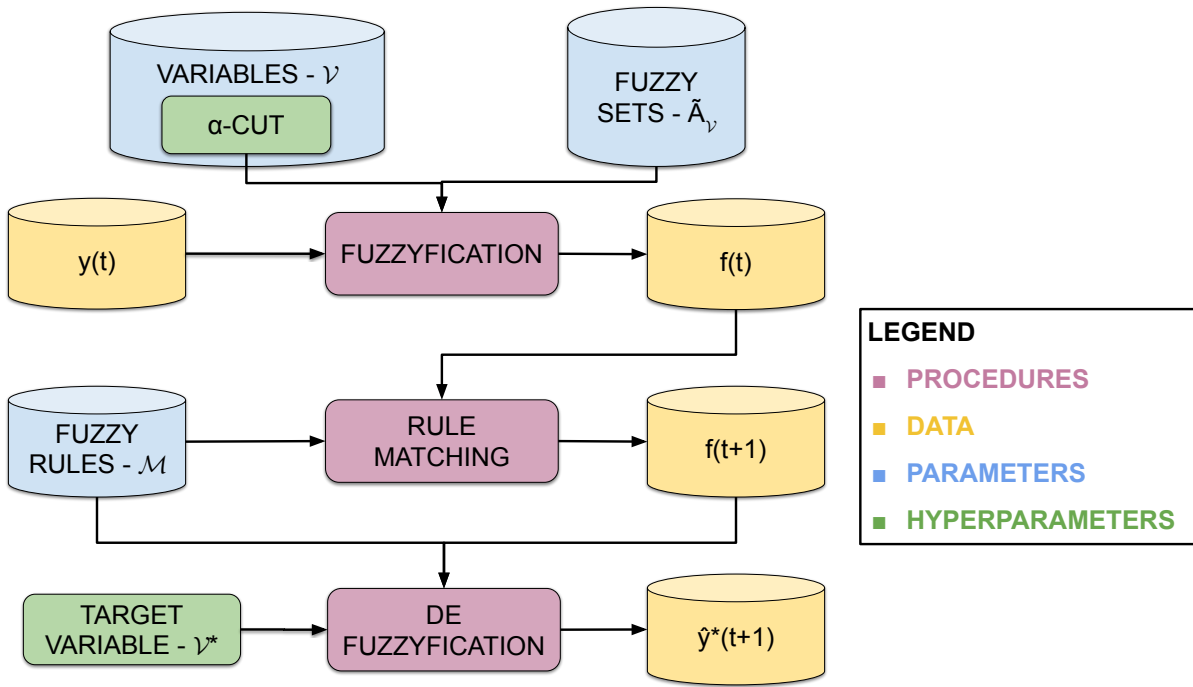 VARIABLES - 𝒱
α-CUT
FUZZY
SETS - Ã𝒱
y(t)
FUZZYFICATION
f(t)
FUZZY
RULES - ℳ
RULE
MATCHING
f(t+1)
TARGET
VARIABLE - 𝒱*
DE
FUZZYFICATION
ŷ*(t+1)
LEGEND
PROCEDURES
DATA
PARAMETERS
HYPERPARAMETERS